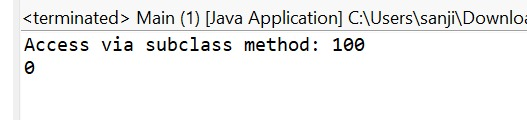 <terminated> Main (1) [Java Application] C:\Users\sanji\Downloa
Access via subclass method: 100
0